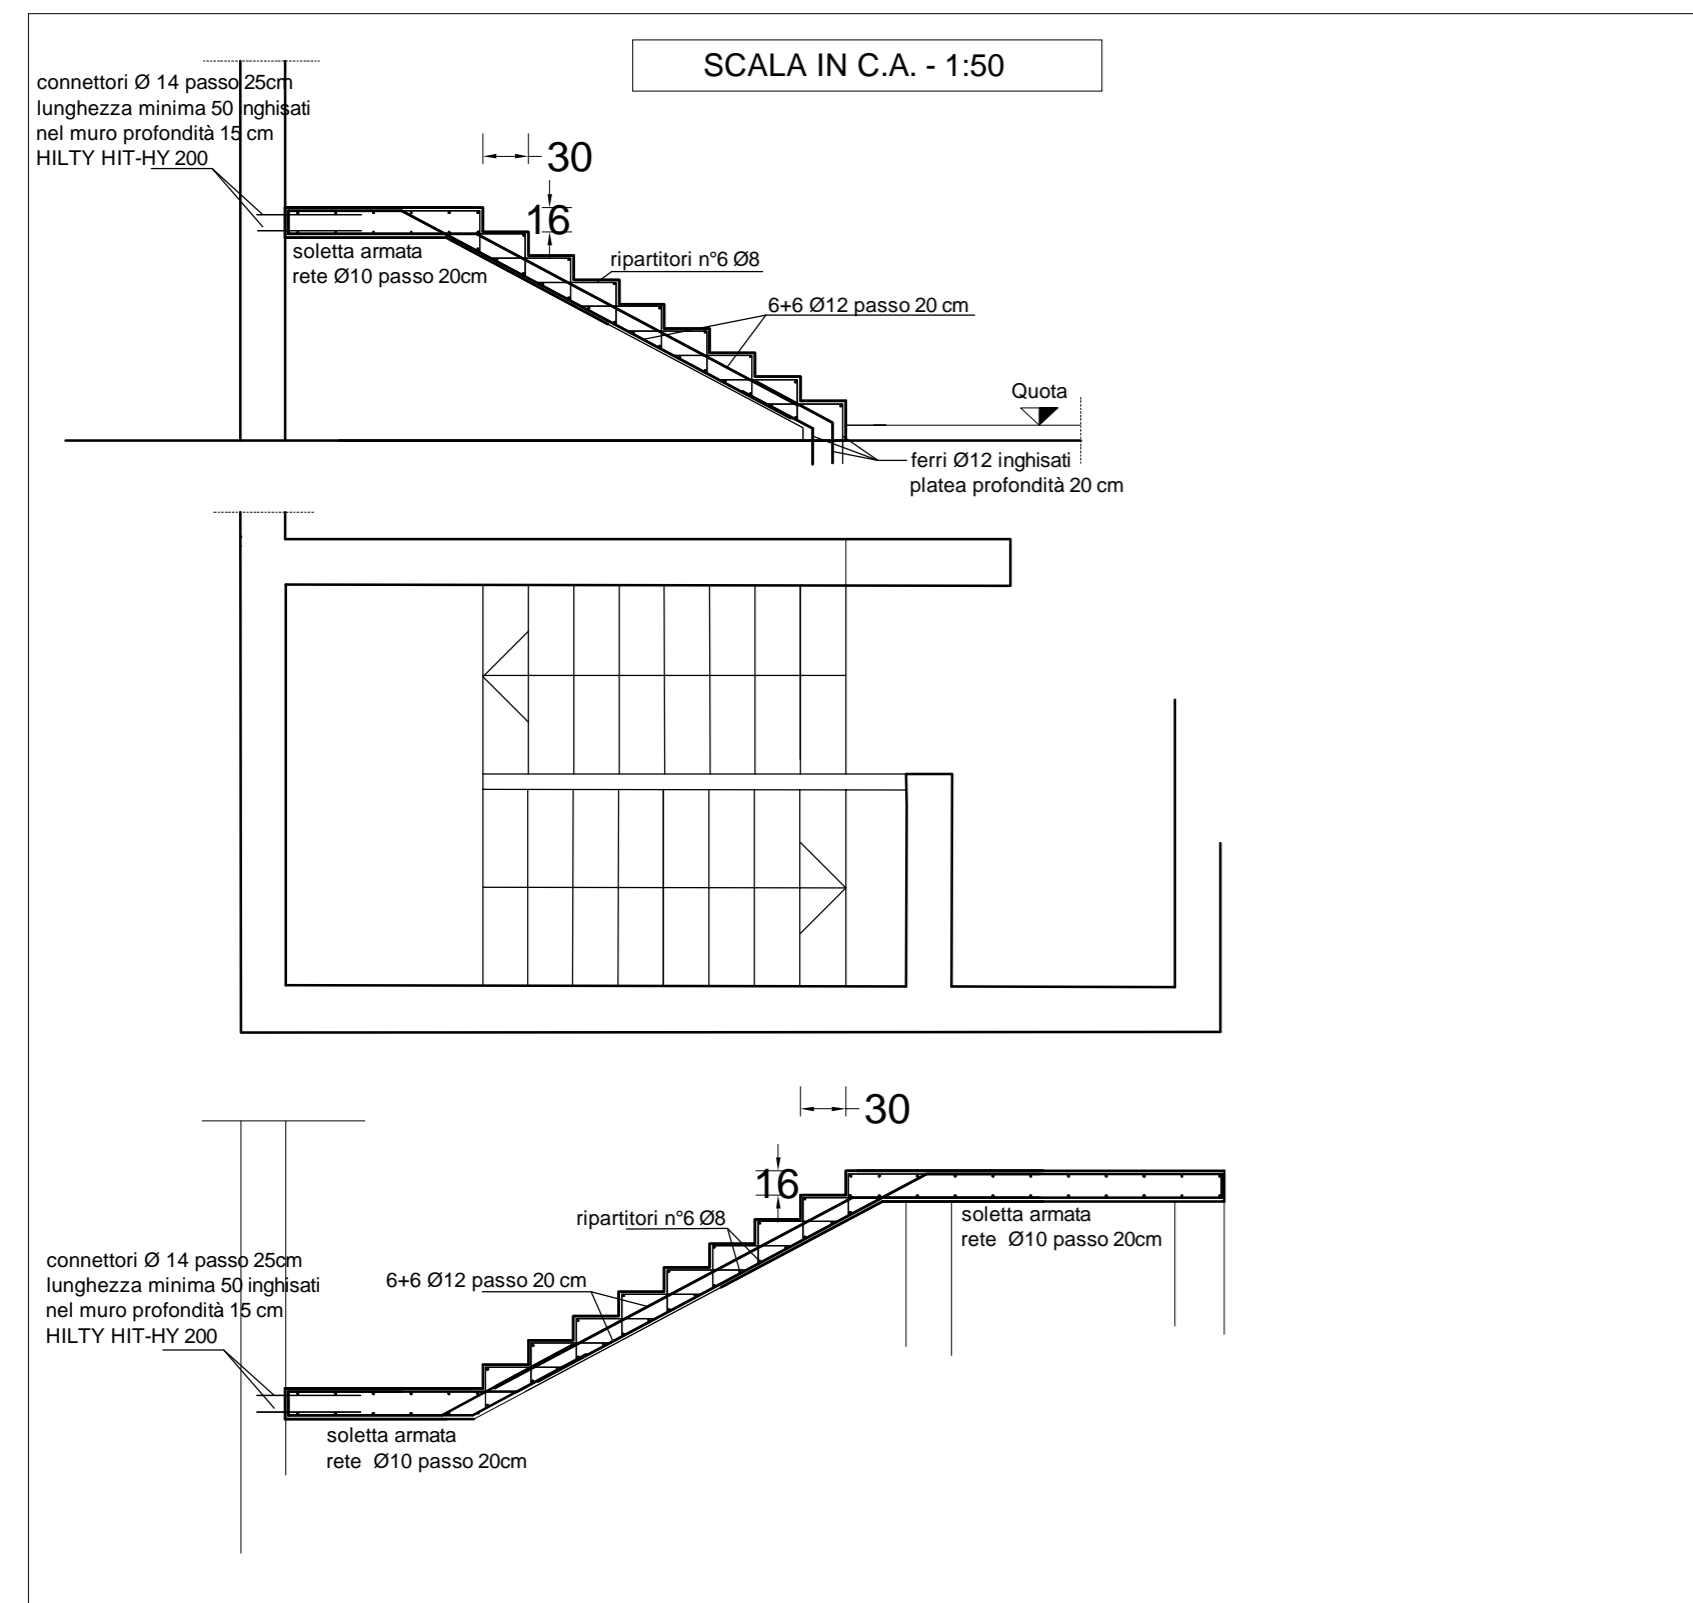 SCALA IN C.A. - 1:50
connettori Ø 14 passo 25cm
lunghezza minima 50 inghisati
nel muro profondità 15 cm
HILTY HIT-HY 200
30
16
soletta armata
rete Ø10 passo 20cm
ripartitori n°6 Ø8
6+6 Ø12 passo 20 cm
Quota
ferri Ø12 inghisati
platea profondità 20 cm
30
16
ripartitori n°6 Ø8
soletta armata
rete Ø10 passo 20cm
connettori Ø 14 passo 25cm
lunghezza minima 50 inghisati
nel muro profondità 15 cm
HILTY HIT-HY 200
6+6 Ø12 passo 20 cm
soletta armata
rete Ø10 passo 20cm